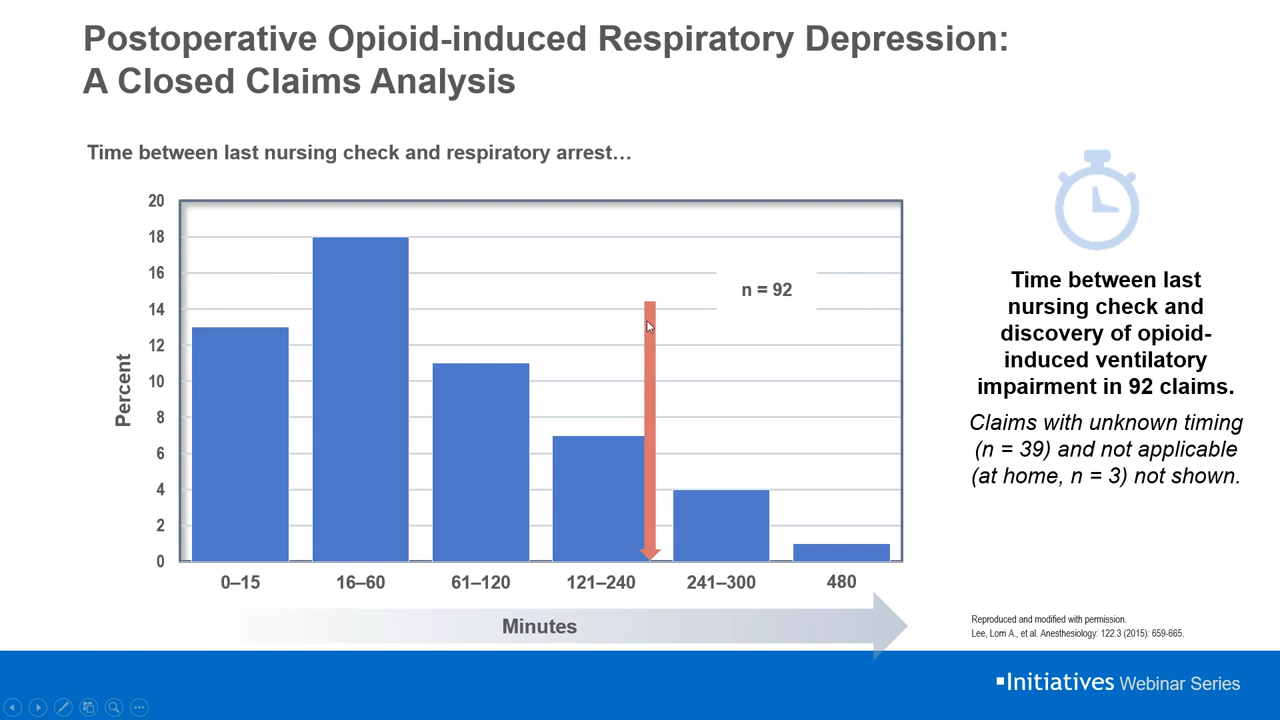 Postoperative Opioid-induced Respiratory Depression:
A Closed Claims Analysis
Time between last nursing check and respiratory arrest…
20
18
16
14
12
10
8
6
4
2
0
Percent
n = 92
0–15 16–60 61–120 121–240 241–300 480
Minutes
Time between last
nursing check and
discovery of opioid-
induced ventilatory
impairment in 92 claims.
Claims with unknown timing
(n = 39) and not applicable
(at home, n = 3) not shown.
Reproduced and modified with permission.
Lee, Lorri A., et al. Anesthesiology: 122.3 (2015): 659-665.
Initiatives Webinar Series